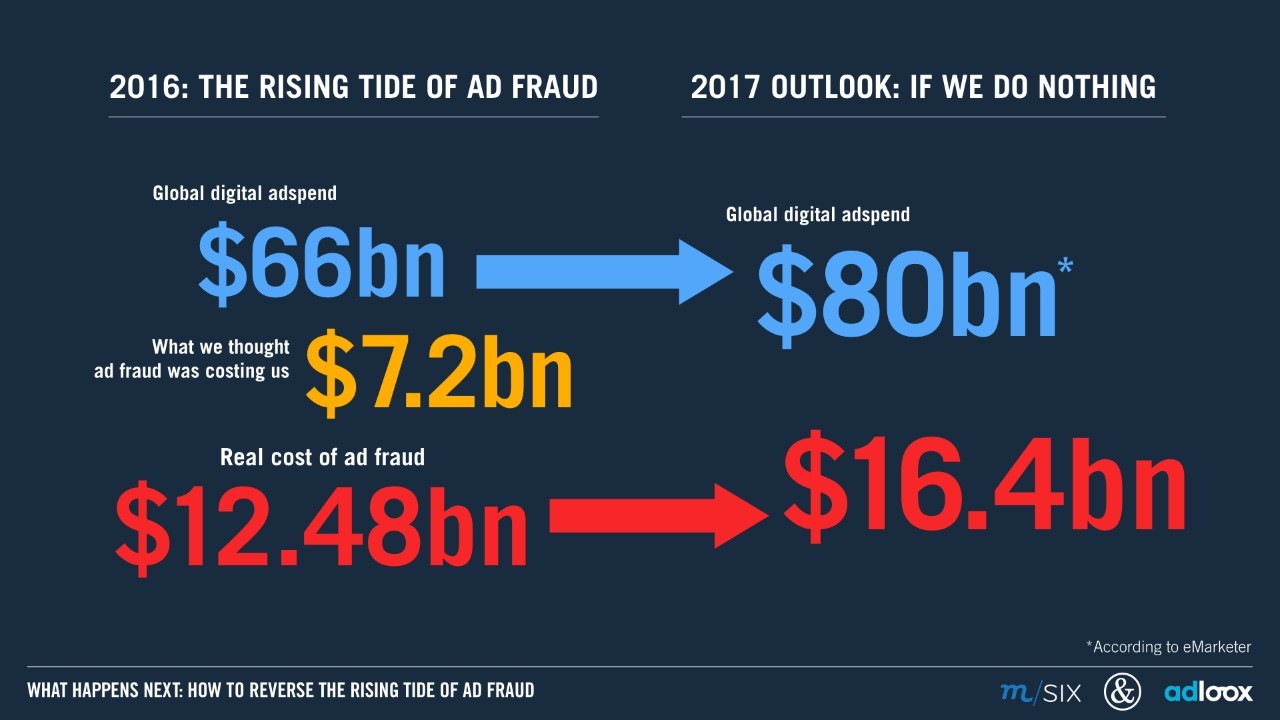 2016: THE RISING TIDE OF AD FRAUD
Global digital adspend
$66bn
What we thought
ad fraud was costing us
$7.2bn
Real cost of ad fraud
$12.48bn
2017 OUTLOOK: IF WE DO NOTHING
Global digital adspend
$80bn*
$16.4bn
*According to eMarketer
WHAT HAPPENS NEXT: HOW TO REVERSE THE RISING TIDE OF AD FRAUD
m/SIX & adloox